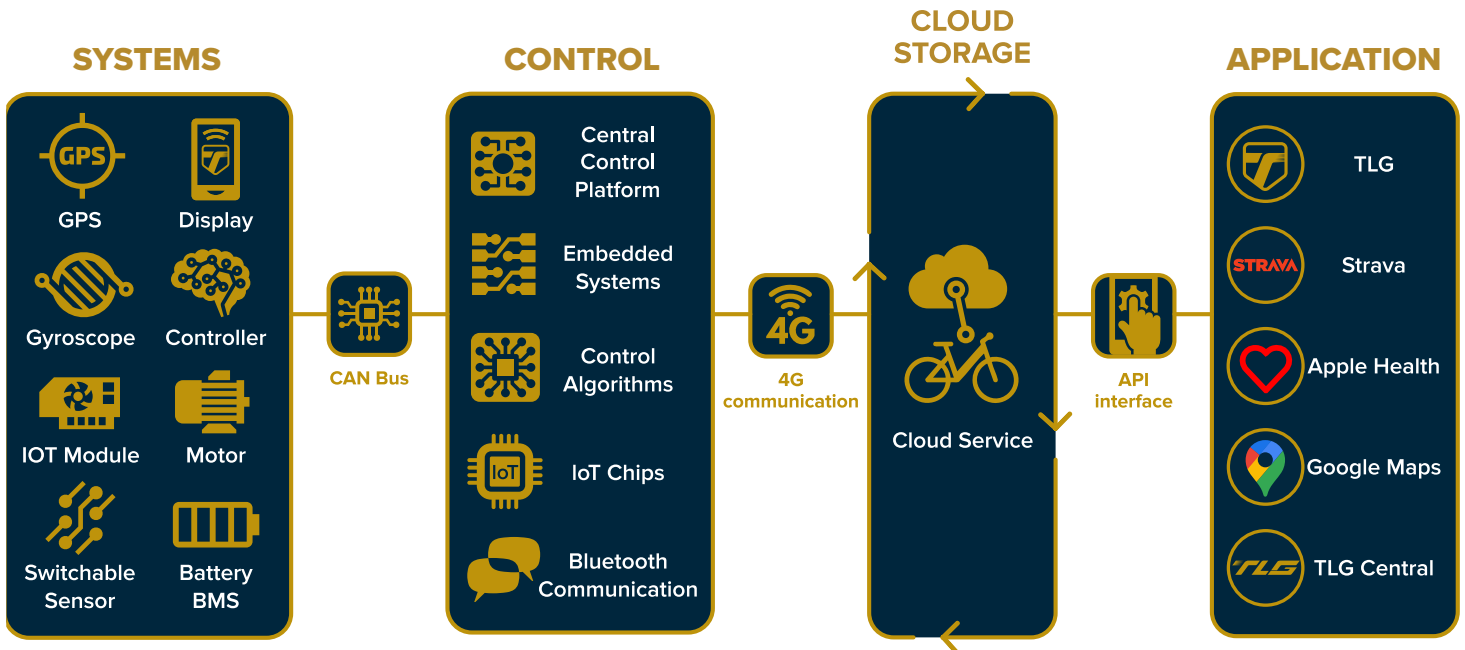 SYSTEMS
GPS
GPS
Display
Gyroscope
Controller
IOT Module
Motor
Switchable
Sensor
Battery
BMS
CAN Bus
CONTROL
Central
Control
Platform
Embedded
Systems
Control
Algorithms
IoT
IoT Chips
Bluetooth
Communication
4G
4G
communication
CLOUD
STORAGE
Cloud Service
API
interface
APPLICATION
TLG
STRAVA
Strava
Apple Health
Google Maps
TLG
TLG Central